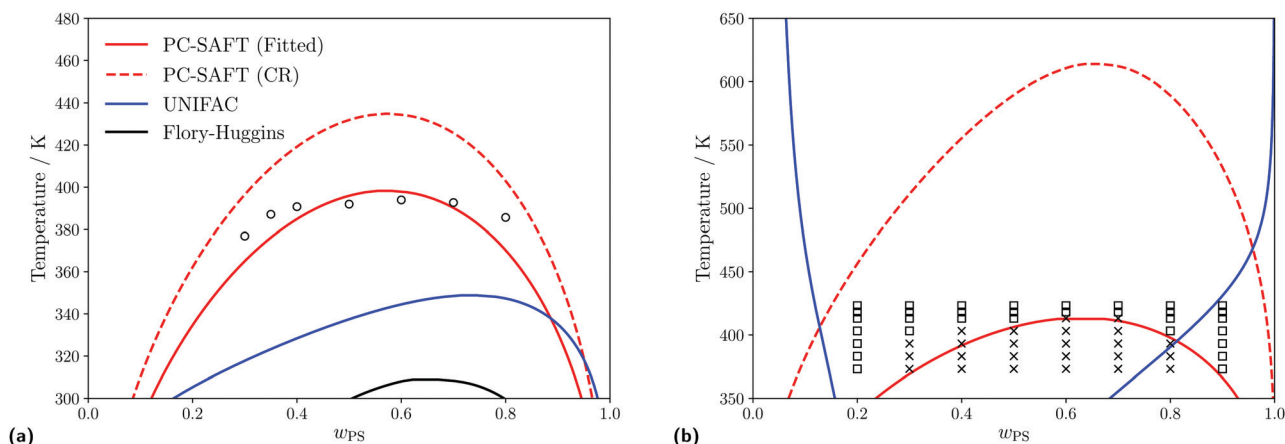 480
460
440
420
400
380
360
340
320
300
Temperature / K
PC-SAFT (Fitted)
PC-SAFT (CR)
UNIFAC
Flory-Huggins
0.0 0.2 0.4 0.6 0.8 1.0
w_PS
(a)
650
600
550
500
450
400
350
Temperature / K
0.0 0.2 0.4 0.6 0.8 1.0
w_PS
(b)